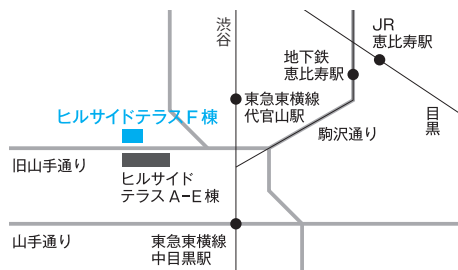 渋谷
JR
恵比寿駅
地下鉄
恵比寿駅
東急東横線
代官山駅
目黒
ヒルサイドテラスF棟
駒沢通り
旧山手通り
ヒルサイド
テラス A-E棟
山手通り
東急東横線
中目黒駅